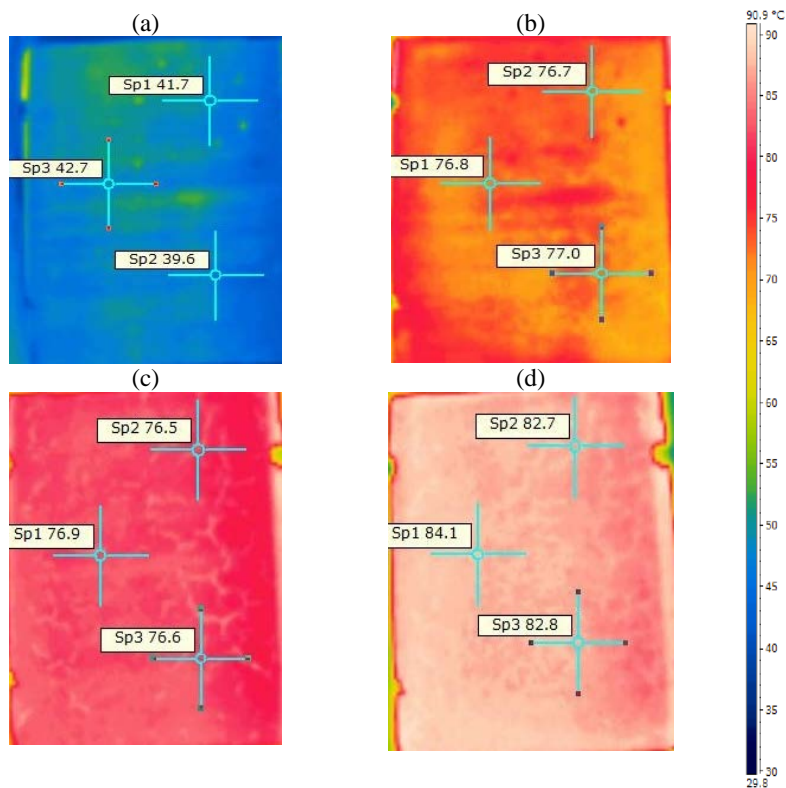 (a)
Sp1 41.7
Sp3 42.7
Sp2 39.6
(b)
Sp2 76.7
Sp1 76.8
Sp3 77.0
(c)
Sp2 76.5
Sp1 76.9
Sp3 76.6
(d)
Sp2 82.7
Sp1 84.1
Sp3 82.8
90.9 °C
90
85
80
75
70
65
60
55
50
45
40
35
30
29.8